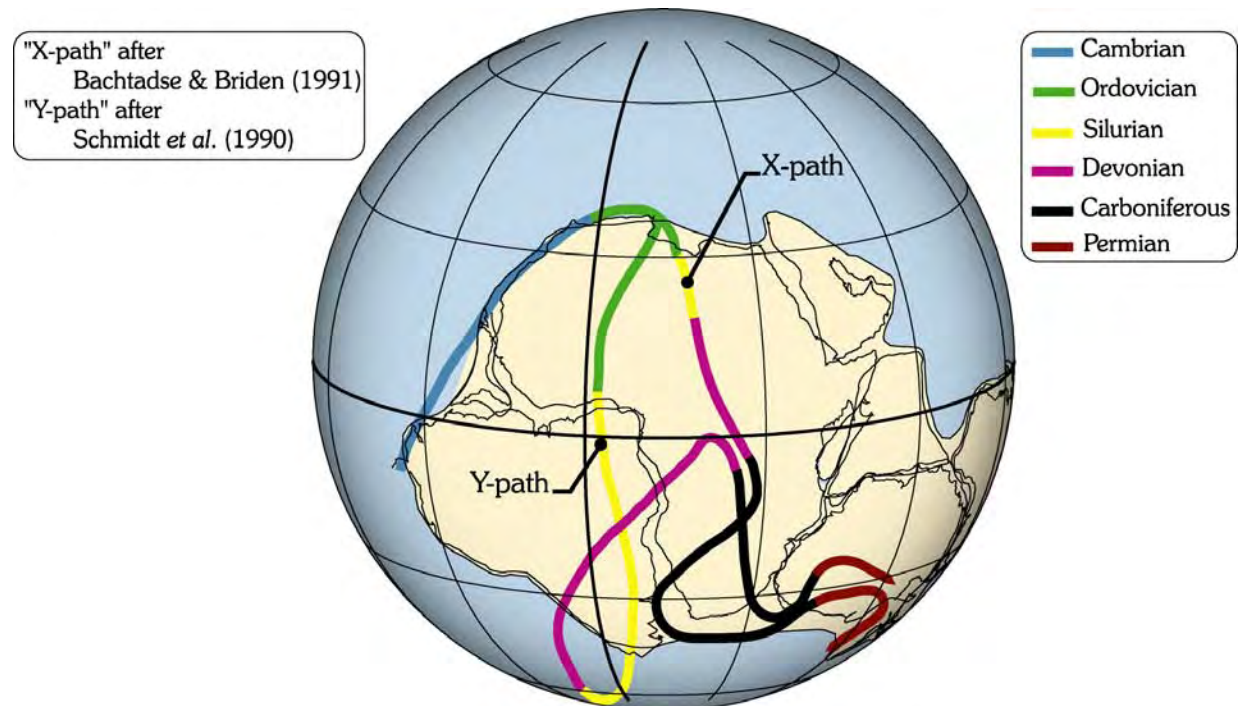 "X-path" after
Bachtadse & Briden (1991)
"Y-path" after
Schmidt et al. (1990)
Cambrian
Ordovician
Silurian
Devonian
Carboniferous
Permian
X-path
Y-path